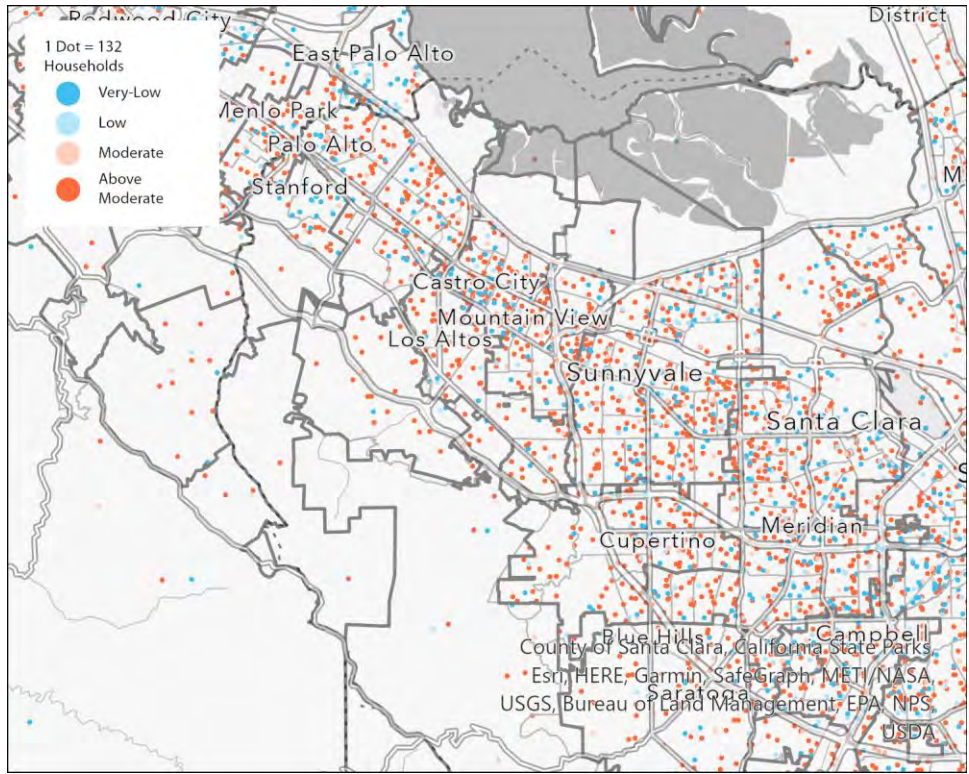 Redwood City
District
1 Dot = 132
Households
Very-Low
Low
Moderate
Above
Moderate
East Palo Alto
Menlo Park
Palo Alto
Stanford
M
Castro City
Mountain View
Los Altos
Sunnyvale
Santa Clara
S
Meridian
Cupertino
Blue Hills
Campbell
County of Santa Clara, California State Parks,
Esri, HERE, Garmin, SafeGraph, METI/NASA,
Saratoga
USGS, Bureau of Land Management, EPA, NPS,
USDA